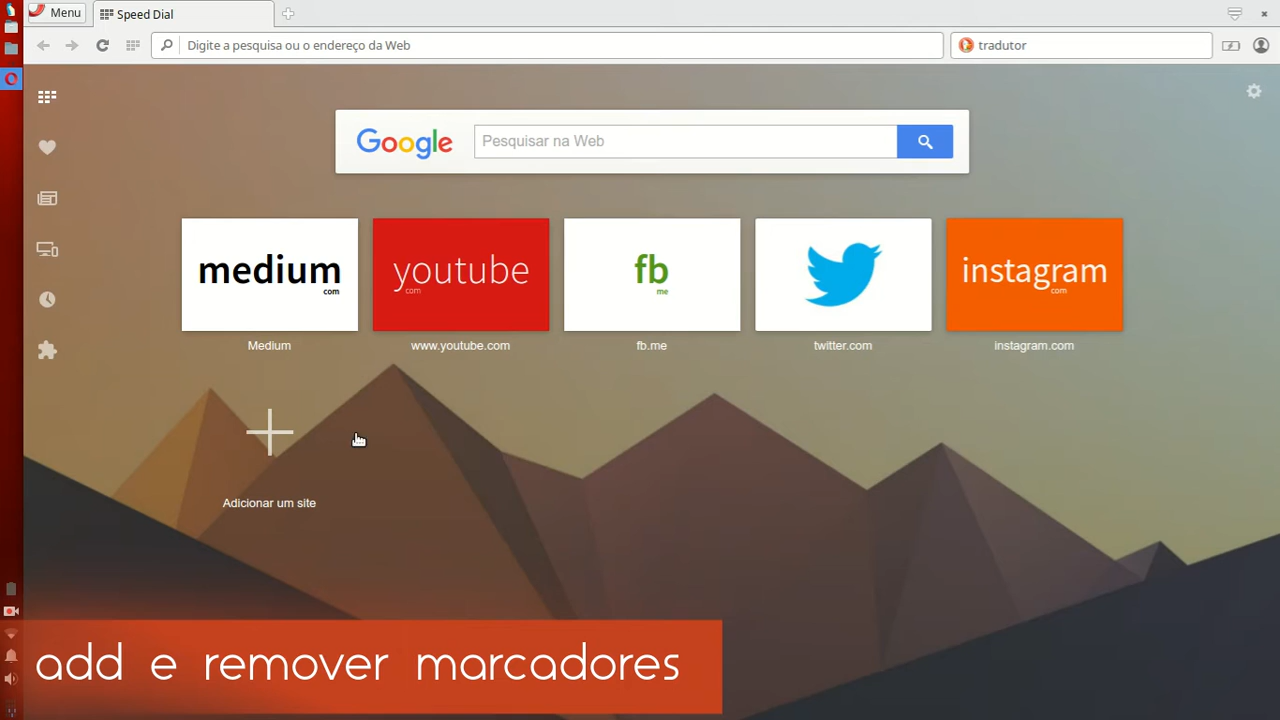 Menu
Speed Dial
Digite a pesquisa ou o endereço da Web
tradutor
Google
Pesquisar na Web
medium
com
youtube
com
fb
me
instagram
com
Medium
www.youtube.com
fb.me
twitter.com
instagram.com
Adicionar um site
add e remover marcadores